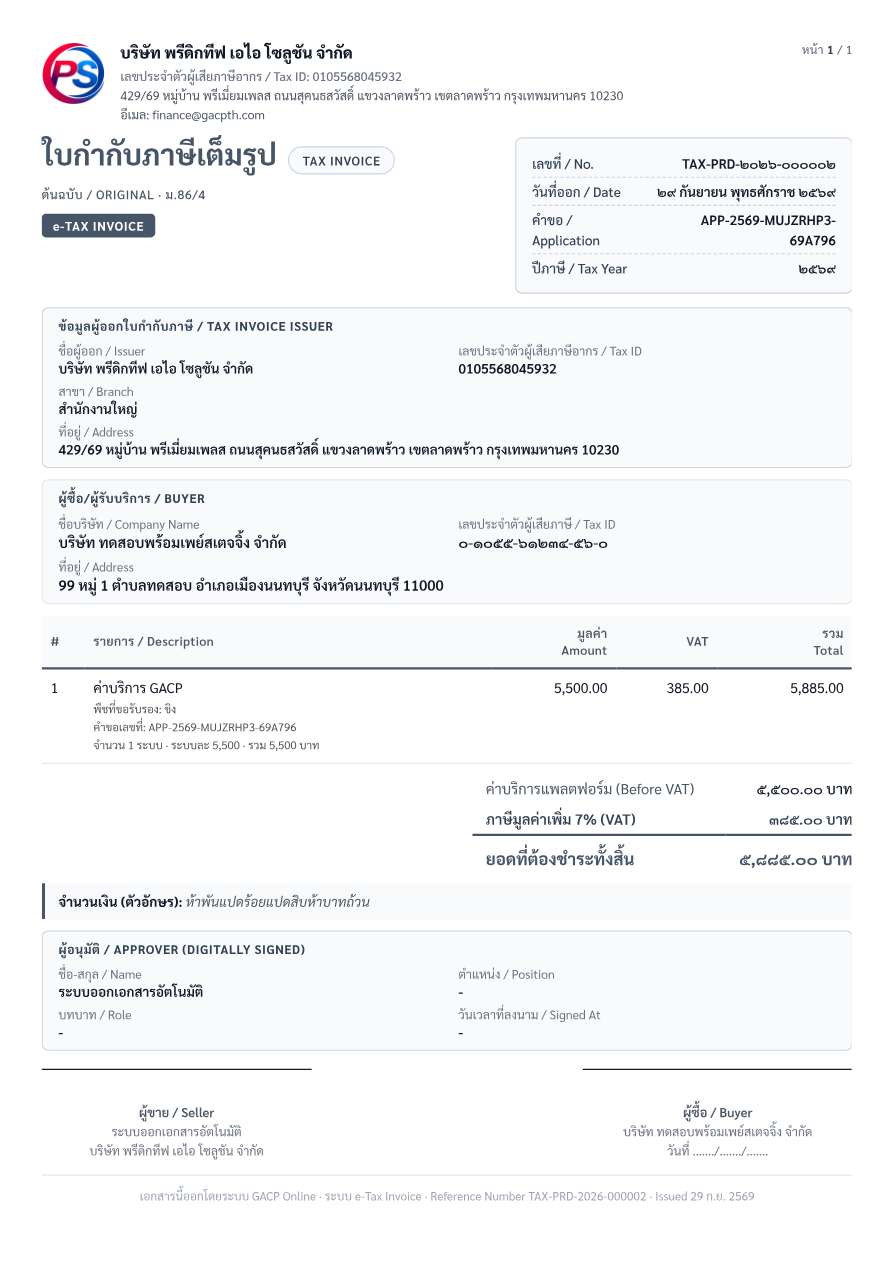 PS
บริษัท พรีดิกทีฟ เอไอ โซลูชัน จำกัด
หน้า 1 / 1
เลขประจำตัวผู้เสียภาษีอากร / Tax ID: 0105568045932
429/69 หมู่บ้าน พรีเมี่ยมเพลส ถนนสุคนธสวัสดิ์ แขวงลาดพร้าว เขตลาดพร้าว กรุงเทพมหานคร 10230
อีเมล: finance@gacpth.com
ใบกำกับภาษีเต็มรูป TAX INVOICE
ต้นฉบับ / ORIGINAL · ม.86/4
e-TAX INVOICE
เลขที่ / No. TAX-PRD-๒๐๒๖-๐๐๐๐๐๒
วันที่ออก / Date ๒๙ กันยายน พุทธศักราช ๒๕๖๙
คำขอ / APP-2569-MUJZRHP3-
Application 69A796
ปีภาษี / Tax Year ๒๕๖๙
ข้อมูลผู้ออกใบกำกับภาษี / TAX INVOICE ISSUER
ชื่อผู้ออก / Issuer เลขประจำตัวผู้เสียภาษีอากร / Tax ID
บริษัท พรีดิกทีฟ เอไอ โซลูชัน จำกัด 0105568045932
สาขา / Branch
สำนักงานใหญ่
ที่อยู่ / Address
429/69 หมู่บ้าน พรีเมี่ยมเพลส ถนนสุคนธสวัสดิ์ แขวงลาดพร้าว เขตลาดพร้าว กรุงเทพมหานคร 10230
ผู้ซื้อ/ผู้รับบริการ / BUYER
ชื่อบริษัท / Company Name เลขประจำตัวผู้เสียภาษี / Tax ID
บริษัท ทดสอบพร้อมเพย์สเตจจิ้ง จำกัด ๐-๑๐๕๕-๖๑๒๓๔-๕๖-๐
ที่อยู่ / Address
99 หมู่ 1 ตำบลทดสอบ อำเภอเมืองนนทบุรี จังหวัดนนทบุรี 11000
# รายการ / Description มูลค่า Amount VAT รวม Total
1 ค่าบริการ GACP 5,500.00 385.00 5,885.00
พืชที่ขอรับรอง: ขิง
คำขอเลขที่: APP-2569-MUJZRHP3-69A796
จำนวน 1 ระบบ · ระบบละ 5,500 · รวม 5,500 บาท
ค่าบริการแพลตฟอร์ม (Before VAT) ๕,๕๐๐.๐๐ บาท
ภาษีมูลค่าเพิ่ม 7% (VAT) ๓๘๕.๐๐ บาท
ยอดที่ต้องชำระทั้งสิ้น ๕,๘๘๕.๐๐ บาท
จำนวนเงิน (ตัวอักษร): ห้าพันแปดร้อยแปดสิบห้าบาทถ้วน
ผู้อนุมัติ / APPROVER (DIGITALLY SIGNED)
ชื่อ-สกุล / Name ตำแหน่ง / Position
ระบบออกเอกสารอัตโนมัติ -
บทบาท / Role วันเวลาที่ลงนาม / Signed At
- -
ผู้ขาย / Seller ผู้ซื้อ / Buyer
ระบบออกเอกสารอัตโนมัติ บริษัท ทดสอบพร้อมเพย์สเตจจิ้ง จำกัด
บริษัท พรีดิกทีฟ เอไอ โซลูชัน จำกัด วันที่ ......./......./.......
เอกสารนี้ออกโดยระบบ GACP Online · ระบบ e-Tax Invoice · Reference Number TAX-PRD-2026-000002 · Issued 29 ก.ย. 2569